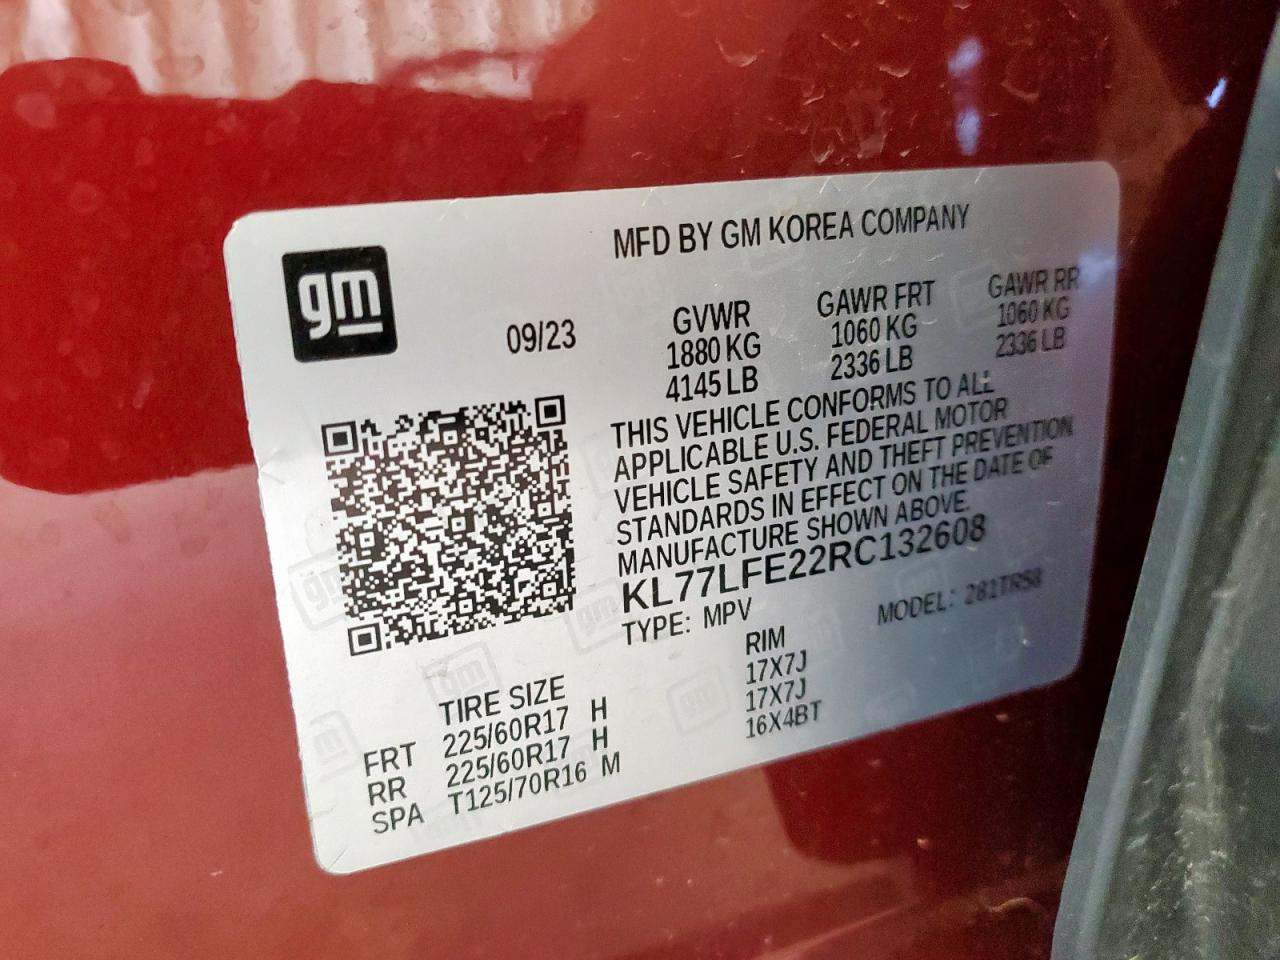 gm
MFD BY GM KOREA COMPANY
09/23
GVWR GAWR FRT GAWR RR
1880 KG 1060 KG 1060 KG
4145 LB 2336 LB 2336 LB
THIS VEHICLE CONFORMS TO ALL
APPLICABLE U.S. FEDERAL MOTOR
VEHICLE SAFETY AND THEFT PREVENTION
STANDARDS IN EFFECT ON THE DATE OF
MANUFACTURE SHOWN ABOVE.
KL77LFE22RC132608
TYPE: MPV MODEL: 281TR58
TIRE SIZE RIM
FRT 225/60R17 H 17X7J
RR 225/60R17 H 17X7J
SPA T125/70R16 M 16X4BT